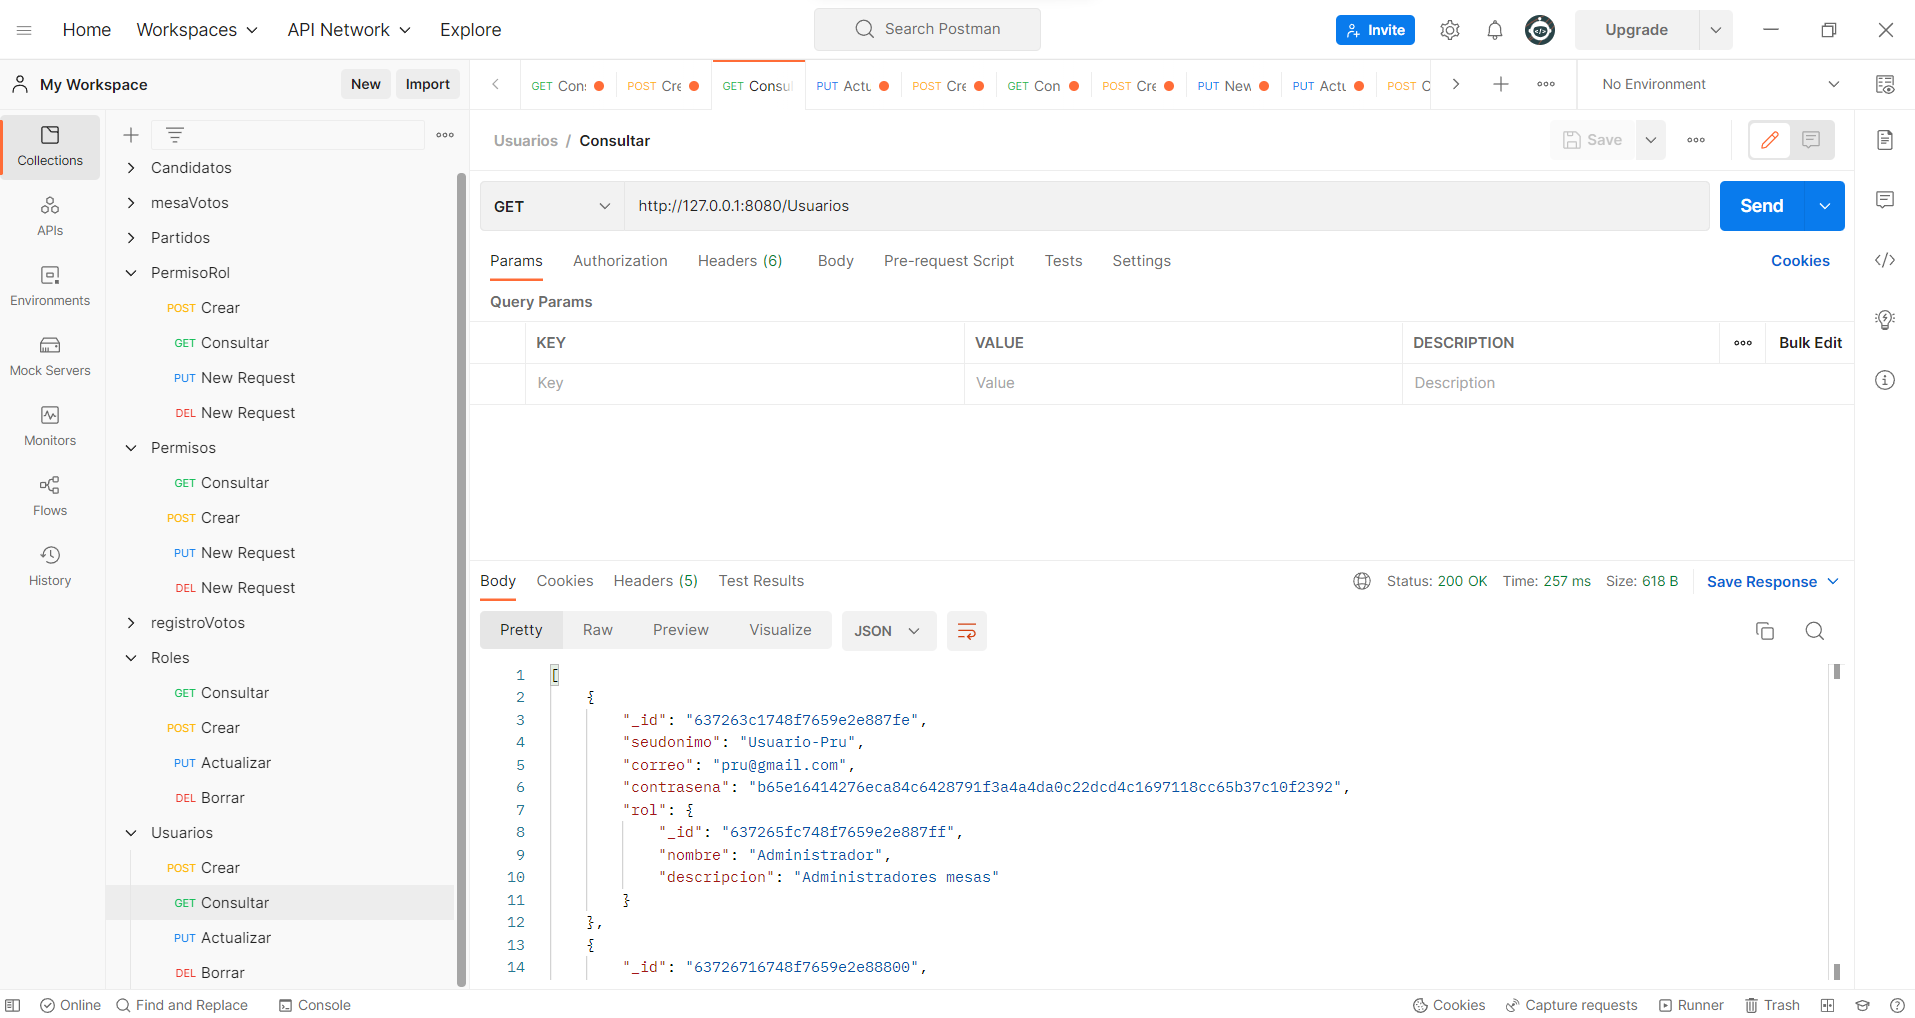 Home
Workspaces
API Network
Explore
Search Postman
Invite
Upgrade
My Workspace
New
Import
GET Con
POST Cre
GET Consu
PUT Actu
POST Cre
GET Con
POST Cre
PUT New
PUT Actu
POST C
No Environment
Collections
APIs
Environments
Mock Servers
Monitors
Flows
History
Candidatos
mesaVotos
Partidos
PermisoRol
POST Crear
GET Consultar
PUT New Request
DEL New Request
Permisos
GET Consultar
POST Crear
PUT New Request
DEL New Request
registroVotos
Roles
GET Consultar
POST Crear
PUT Actualizar
DEL Borrar
Usuarios
POST Crear
GET Consultar
PUT Actualizar
DEL Borrar
Usuarios / Consultar
Save
GET
http://127.0.0.1:8080/Usuarios
Send
Params Authorization Headers (6) Body Pre-request Script Tests Settings
Cookies
Query Params
KEY VALUE DESCRIPTION
Bulk Edit
Key Value Description
Body Cookies Headers (5) Test Results
Status: 200 OK Time: 257 ms Size: 618 B
Save Response
Pretty Raw Preview Visualize
JSON
1 [
2 {
3 "_id": "637263c1748f7659e2e887fe",
4 "seudonimo": "Usuario-Pru",
5 "correo": "pru@gmail.com",
6 "contrasena": "b65e16414276eca84c6428791f3a4a4da0c22dcd4c1697118cc65b37c10f2392",
7 "rol": {
8 "_id": "637265fc748f7659e2e887ff",
9 "nombre": "Administrador",
10 "descripcion": "Administradores mesas"
11 }
12 },
13 {
14 "_id": "63726716748f7659e2e88800",
Online
Find and Replace
Console
Cookies
Capture requests
Runner
Trash